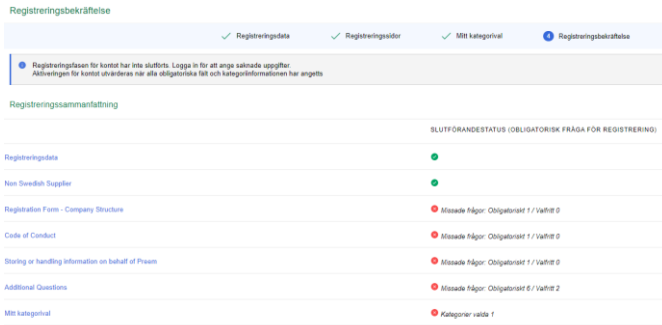 Registreringsbekräftelse
Registreringsdata
Registreringssidor
Mitt kategorival
4 Registreringsbekräftelse
Registreringsfasen för kontot har inte slutförts. Logga in för att ange saknade uppgifter.
Aktiveringen för kontot utvärderas när alla obligatoriska fält och kategoriinformationen har angetts
Registreringssammanfattning
SLUTFÖRANDESTATUS (OBLIGATORISK FRÅGA FÖR REGISTRERING)
Registreringsdata
Non Swedish Supplier
Registration Form - Company Structure Missade frågor: Obligatoriskt 1 / Valfritt 0
Code of Conduct Missade frågor: Obligatoriskt 1 / Valfritt 0
Storing or handling information on behalf of Preem Missade frågor: Obligatoriskt 1 / Valfritt 0
Additional Questions Missade frågor: Obligatoriskt 6 / Valfritt 2
Mitt kategorival Kategorier valda 1